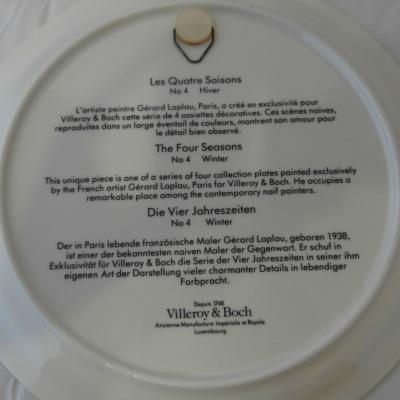 Les Quatre Saisons
No 4 Hiver
L'artiste peintre Gérard Laplau, Paris, a créé en exclusivité pour
Villeroy & Boch cette série de 4 assiettes décoratives. Ces scènes naïves,
reproduites dans un large éventail de couleurs, montrent son amour pour
le détail bien observé.
The Four Seasons
No 4 Winter
This unique piece is one of a series of four collection plates painted exclusively
by the French artist Gérard Laplau, Paris for Villeroy & Boch. He occupies a
remarkable place among the contemporary naif painters.
Die Vier Jahreszeiten
No 4 Winter
Der in Paris lebende französische Maler Gérard Laplau, geboren 1938,
ist einer der bekanntesten naiven Maler der Gegenwart. Er schuf in
Exklusivität für Villeroy & Boch die Serie der Vier Jahreszeiten in seiner ihm
eigenen Art der Darstellung vieler charmanter Details in lebendiger
Farbpracht.
Depuis 1748
Villeroy & Boch
Ancienne Manufacture Impériale et Royale
Luxembourg